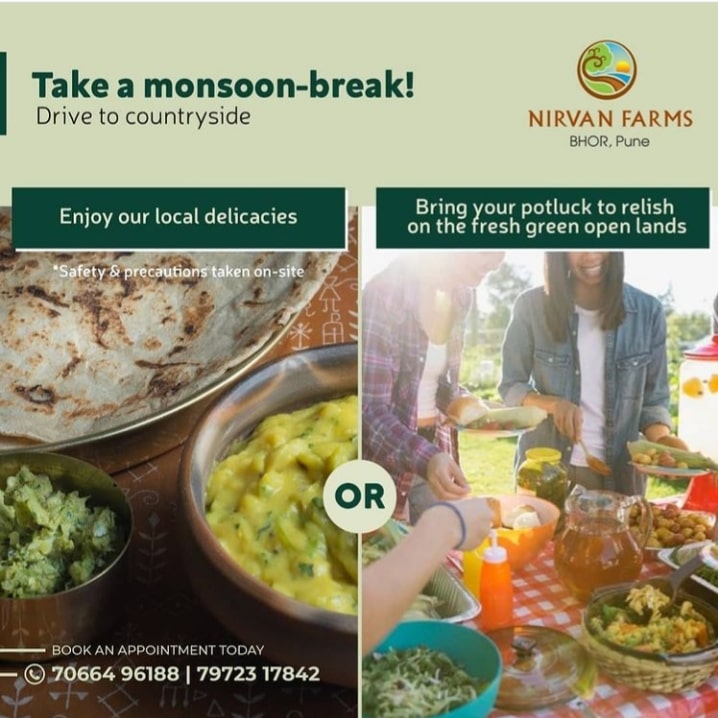 Take a monsoon-break!
Drive to countryside
NIRVAN FARMS
BHOR, Pune
Enjoy our local delicacies
*Safety & precautions taken on-site
Bring your potluck to relish
on the fresh green open lands
OR
BOOK AN APPOINTMENT TODAY
70664 96188 | 79723 17842